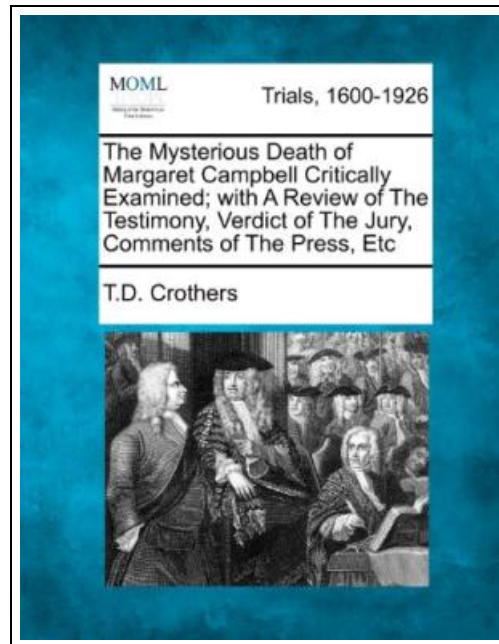 MOML
Trials, 1600-1926
The Mysterious Death of
Margaret Campbell Critically
Examined; with A Review of The
Testimony, Verdict of The Jury,
Comments of The Press, Etc
T.D. Crothers